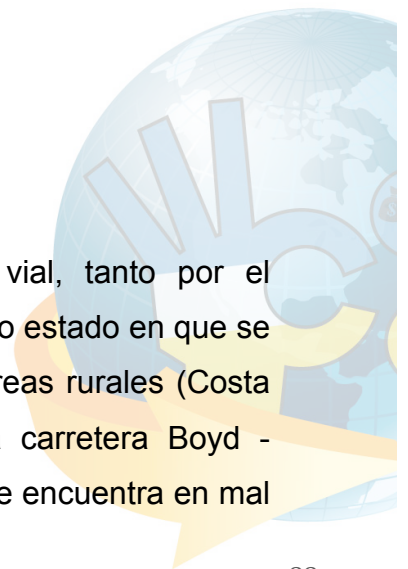 vial, tanto por el
o estado en que se
reas rurales (Costa
carretera Boyd -
e encuentra en mal